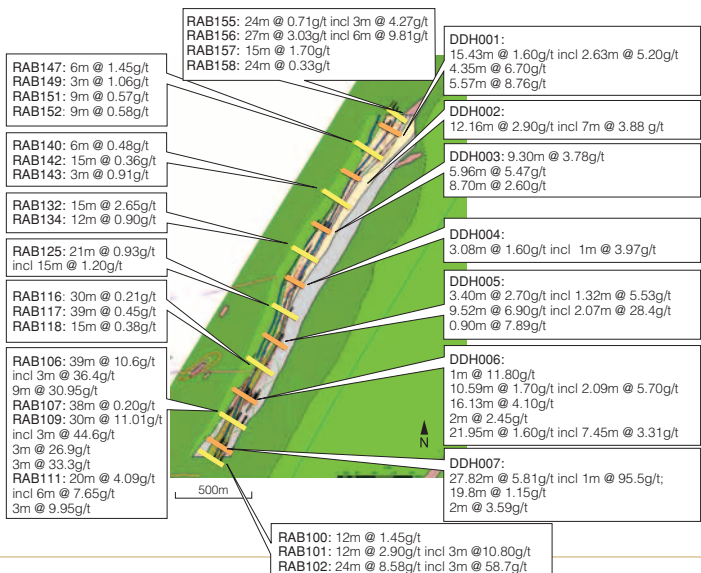 RAB155: 24m @ 0.71g/t incl 3m @ 4.27g/t
RAB156: 27m @ 3.03g/t incl 6m @ 9.81g/t
RAB157: 15m @ 1.70g/t
RAB158: 24m @ 0.33g/t
RAB147: 6m @ 1.45g/t
RAB149: 3m @ 1.06g/t
RAB151: 9m @ 0.57g/t
RAB152: 9m @ 0.58g/t
RAB140: 6m @ 0.48g/t
RAB142: 15m @ 0.36g/t
RAB143: 3m @ 0.91g/t
RAB132: 15m @ 2.65g/t
RAB134: 12m @ 0.90g/t
RAB125: 21m @ 0.93g/t
incl 15m @ 1.20g/t
RAB116: 30m @ 0.21g/t
RAB117: 39m @ 0.45g/t
RAB118: 15m @ 0.38g/t
RAB106: 39m @ 10.6g/t
incl 3m @ 36.4g/t
9m @ 30.95g/t
RAB107: 38m @ 0.20g/t
RAB109: 30m @ 11.01g/t
incl 3m @ 44.6g/t
3m @ 26.9g/t
3m @ 33.3g/t
RAB111: 20m @ 4.09g/t
incl 6m @ 7.65g/t
3m @ 9.95g/t
DDH001:
15.43m @ 1.60g/t incl 2.63m @ 5.20g/t
4.35m @ 6.70g/t
5.57m @ 8.76g/t
DDH002:
12.16m @ 2.90g/t incl 7m @ 3.88 g/t
DDH003: 9.30m @ 3.78g/t
5.96m @ 5.47g/t
8.70m @ 2.60g/t
DDH004:
3.08m @ 1.60g/t incl 1m @ 3.97g/t
DDH005:
3.40m @ 2.70g/t incl 1.32m @ 5.53g/t
9.52m @ 6.90g/t incl 2.07m @ 28.4g/t
0.90m @ 7.89g/t
DDH006:
1m @ 11.80g/t
10.59m @ 1.70g/t incl 2.09m @ 5.70g/t
16.13m @ 4.10g/t
2m @ 2.45g/t
21.95m @ 1.60g/t incl 7.45m @ 3.31g/t
DDH007:
27.82m @ 5.81g/t incl 1m @ 95.5g/t;
19.8m @ 1.15g/t
2m @ 3.59g/t
N
500m
RAB100: 12m @ 1.45g/t
RAB101: 12m @ 2.90g/t incl 3m @10.80g/t
RAB102: 24m @ 8.58g/t incl 3m @ 58.7g/t